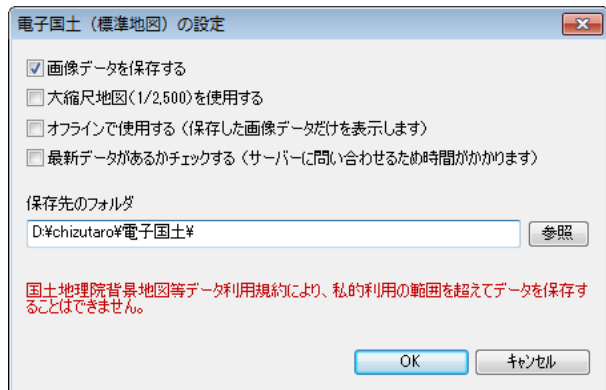 電子国土（標準地図）の設定
画像データを保存する
大縮尺地図(1/2,500)を使用する
オフラインで使用する（保存した画像データだけを表示します）
最新データがあるかチェックする（サーバーに問い合わせるため時間がかかります）
保存先のフォルダ
D:¥chizutaro¥電子国土¥
参照
国土地理院背景地図等データ利用規約により、私的利用の範囲を超えてデータを保存す
ることはできません。
OK
キャンセル